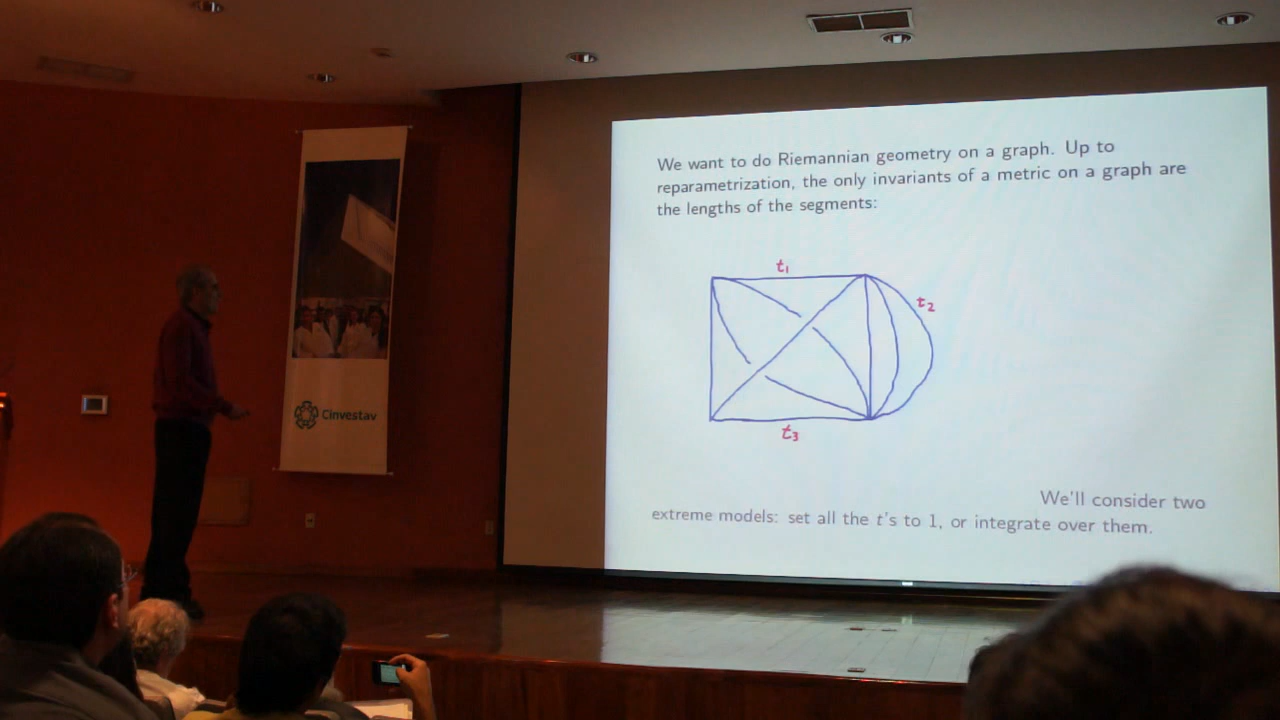 We want to do Riemannian geometry on a graph. Up to
reparametrization, the only invariants of a metric on a graph are
the lengths of the segments:
t₁
t₂
t₃
We'll consider two
extreme models: set all the t's to 1, or integrate over them.
Cinvestav